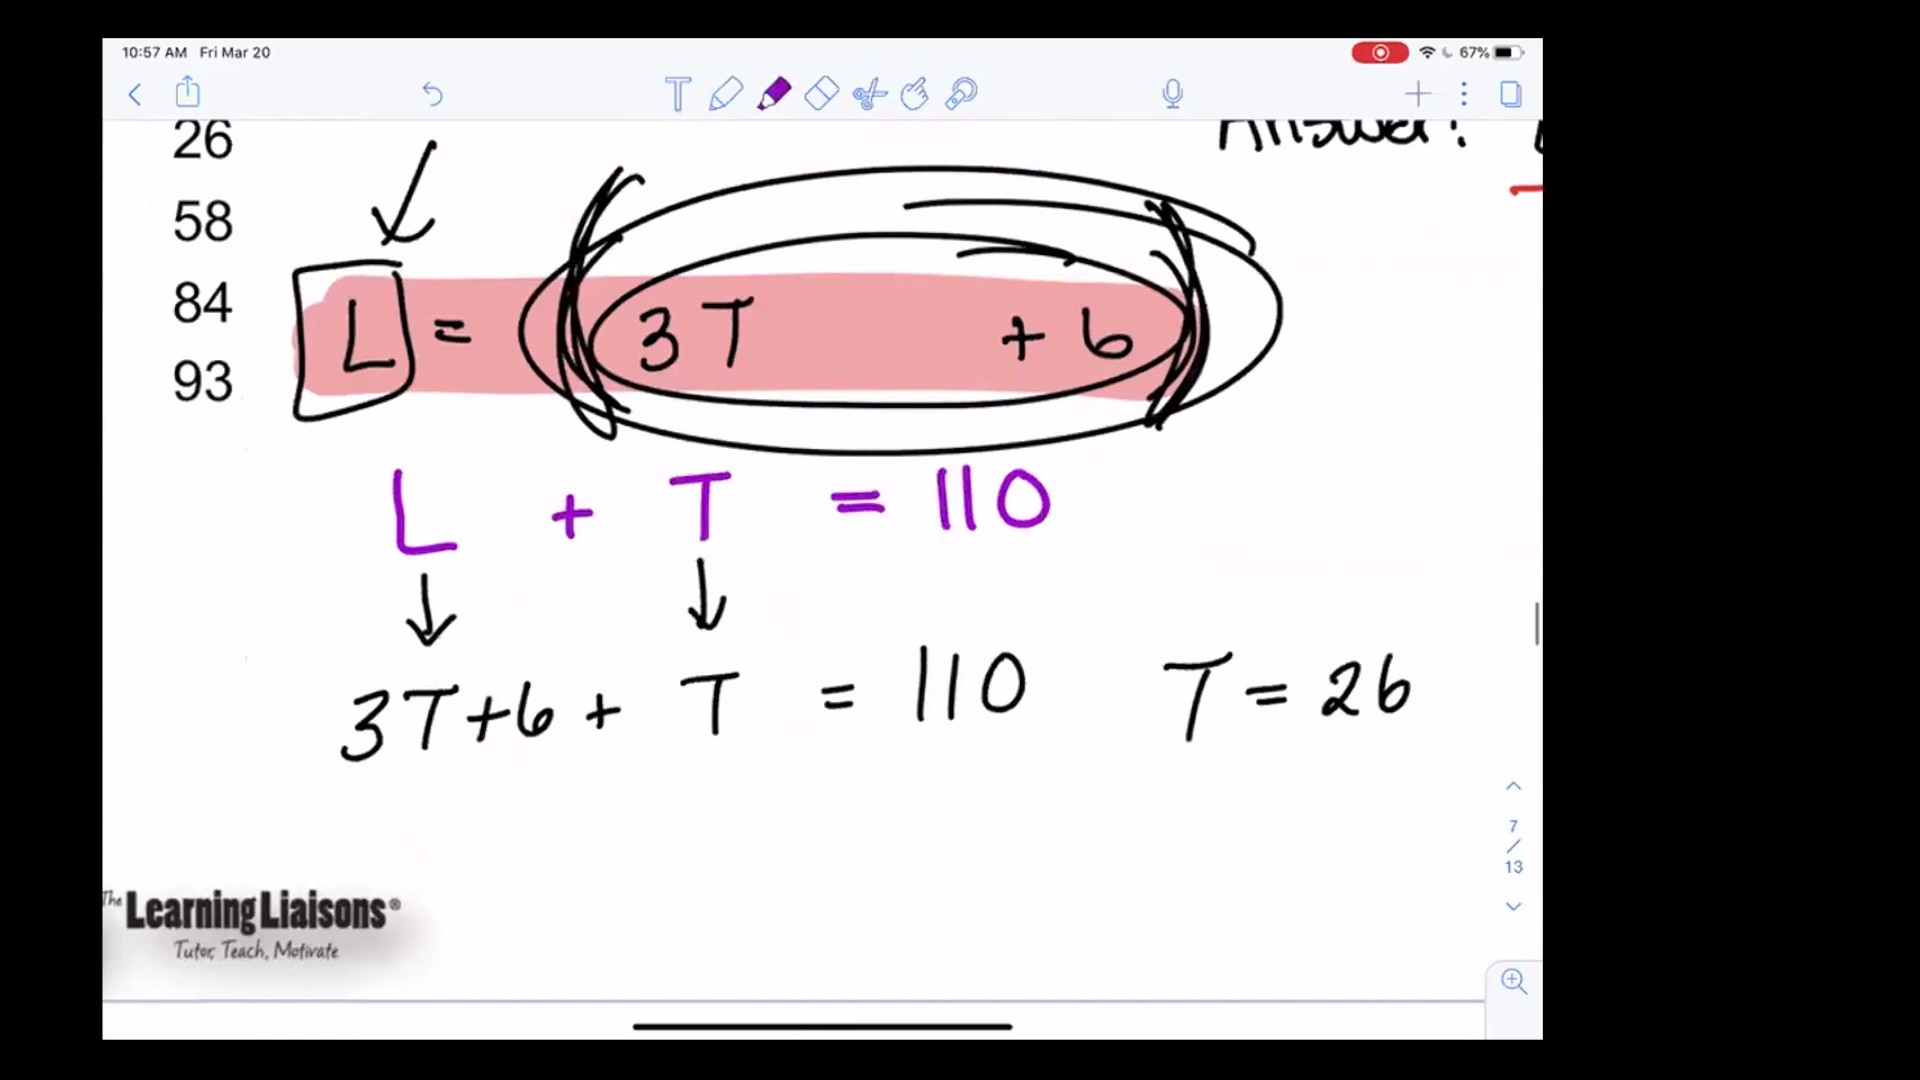 10:57 AM Fri Mar 20
67%
26
Answer:
58
84
L = 3T + 6
93
L + T = 110
3T+6 + T = 110 T = 26
7
/
13
The Learning Liaisons®
Tutor, Teach, Motivate